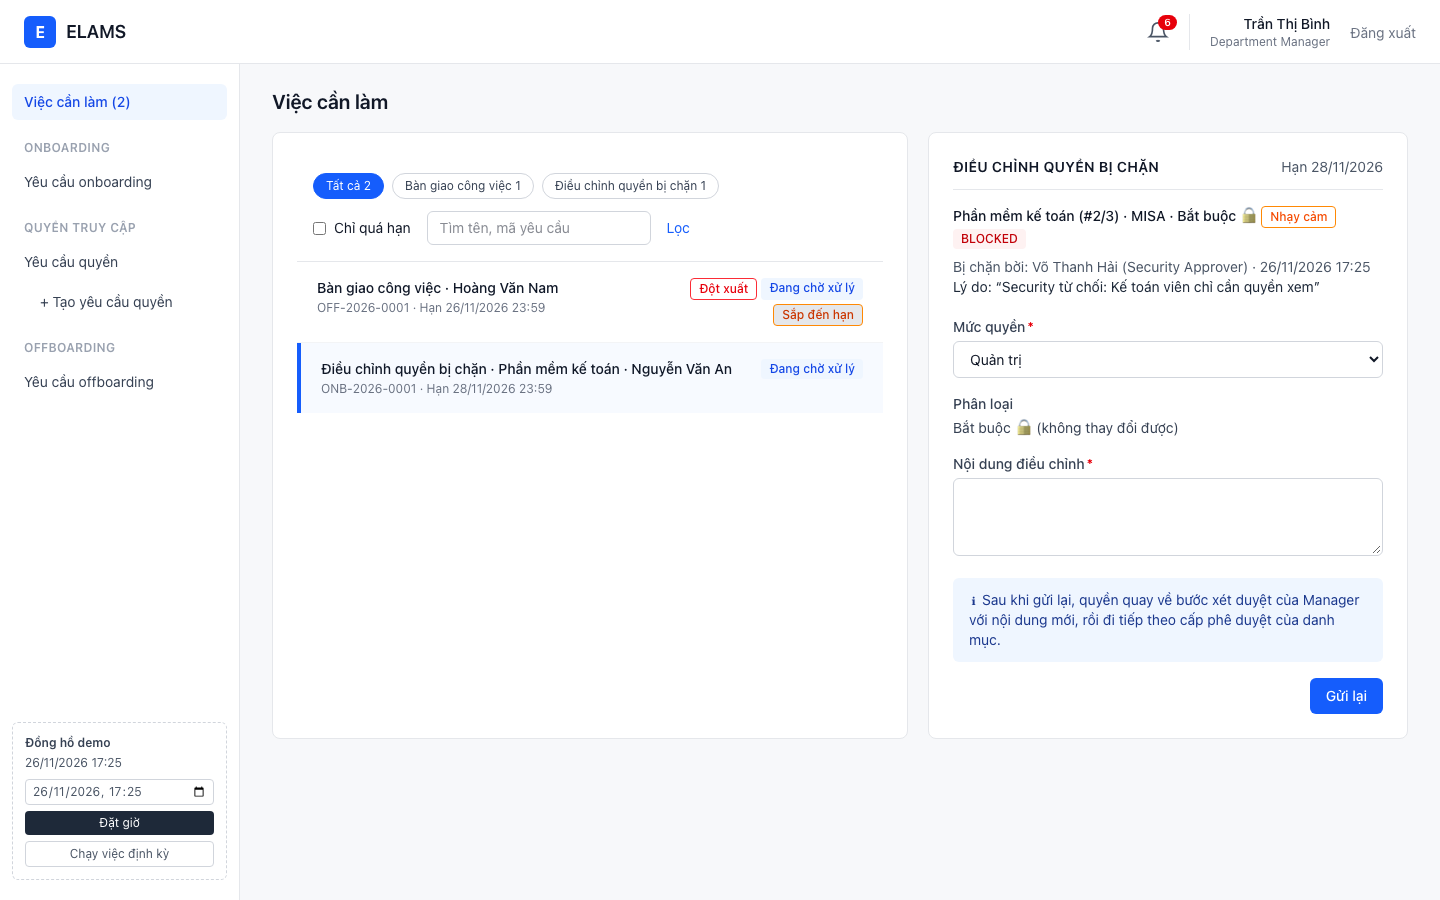 E ELAMS
6
Trần Thị Bình
Department Manager
Đăng xuất
Việc cần làm (2)
ONBOARDING
Yêu cầu onboarding
QUYỀN TRUY CẬP
Yêu cầu quyền
+ Tạo yêu cầu quyền
OFFBOARDING
Yêu cầu offboarding
Đồng hồ demo
26/11/2026 17:25
26/11/2026, 17:25
Đặt giờ
Chạy việc định kỳ
Việc cần làm
Tất cả 2
Bàn giao công việc 1
Điều chỉnh quyền bị chặn 1
Chỉ quá hạn
Tìm tên, mã yêu cầu
Lọc
Bàn giao công việc · Hoàng Văn Nam
OFF-2026-0001 · Hạn 26/11/2026 23:59
Đột xuất
Đang chờ xử lý
Sắp đến hạn
Điều chỉnh quyền bị chặn · Phần mềm kế toán · Nguyễn Văn An
ONB-2026-0001 · Hạn 28/11/2026 23:59
Đang chờ xử lý
ĐIỀU CHỈNH QUYỀN BỊ CHẶN
Hạn 28/11/2026
Phần mềm kế toán (#2/3) · MISA · Bắt buộc 🔒 Nhạy cảm
BLOCKED
Bị chặn bởi: Võ Thanh Hải (Security Approver) · 26/11/2026 17:25
Lý do: “Security từ chối: Kế toán viên chỉ cần quyền xem”
Mức quyền *
Quản trị
Phân loại
Bắt buộc 🔒 (không thay đổi được)
Nội dung điều chỉnh *
ℹ Sau khi gửi lại, quyền quay về bước xét duyệt của Manager
với nội dung mới, rồi đi tiếp theo cấp phê duyệt của danh
mục.
Gửi lại